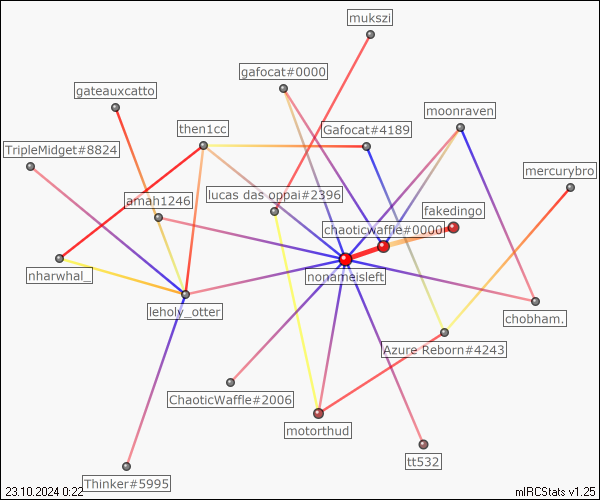 mukszi
gafocat#0000
gateauxcatto
moonraven
then1cc
Gafocat#4189
TripleMidget#8824
mercurybro
amah1246
lucas das oppai#2396
fakedingo
chaoticwaffle#0000
nharwhal_
nonameisleft
leholy_otter
chobham.
Azure Reborn#4243
ChaoticWaffle#2006
motorthud
tt532
Thinker#5995
23.10.2024 0:22
mIRCStats v1.25